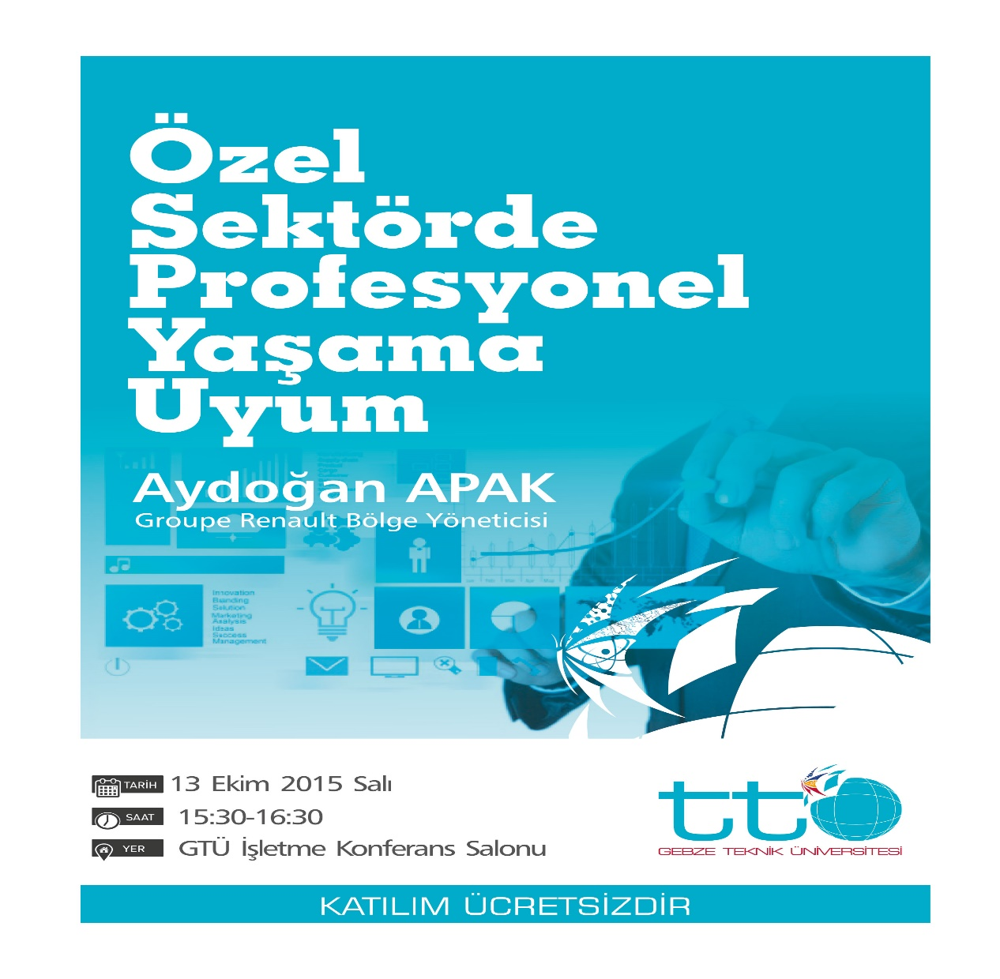 Özel
Sektörde
Profesyonel
Yaşama
Uyum
Aydoğan APAK
Groupe Renault Bölge Yöneticisi
Innovation
Branding
Solution
Marketing
Analysis
Ideas
Success
Management
TARİH 13 Ekim 2015 Salı
SAAT 15:30-16:30
YER GTÜ İşletme Konferans Salonu
tto
GEBZE TEKNİK ÜNİVERSİTESİ
KATILIM ÜCRETSİZDİR